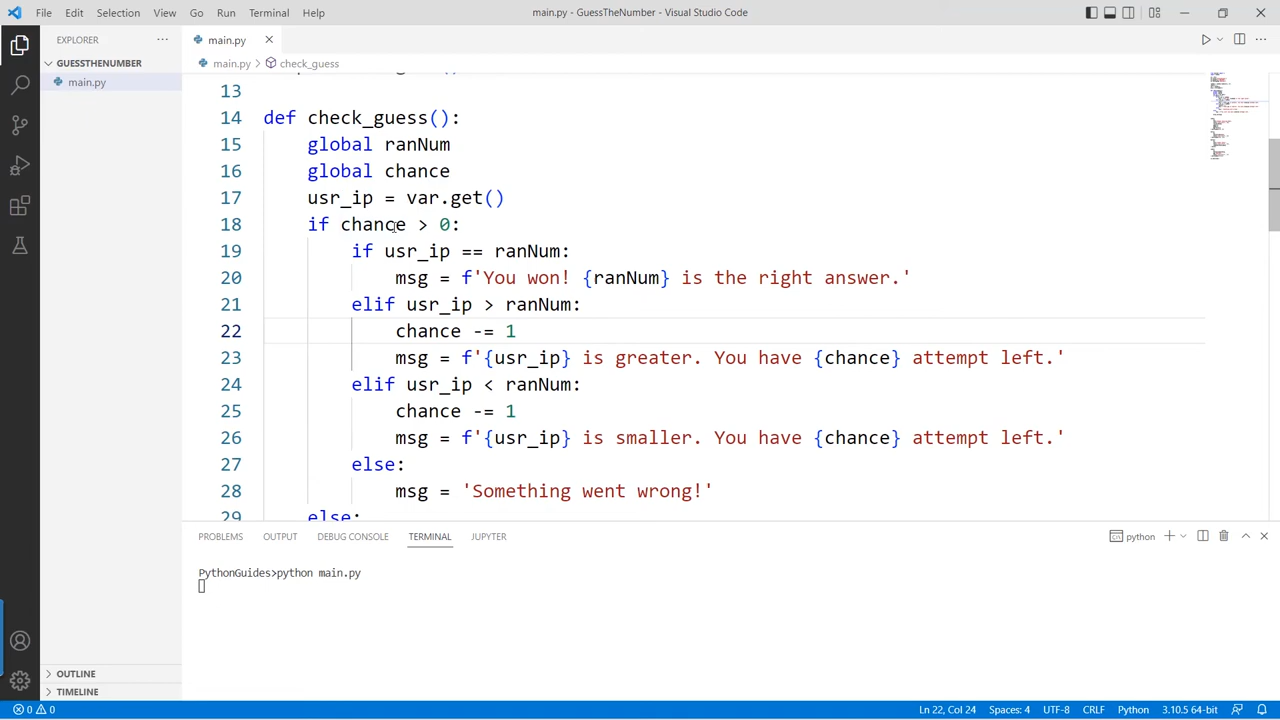 File Edit Selection View Go Run Terminal Help
main.py - GuessTheNumber - Visual Studio Code
EXPLORER
main.py
GUESSTHENUMBER
main.py > check_guess
main.py
13
14 def check_guess():
15 global ranNum
16 global chance
17 usr_ip = var.get()
18 if chance > 0:
19 if usr_ip == ranNum:
20 msg = f'You won! {ranNum} is the right answer.'
21 elif usr_ip > ranNum:
22 chance -= 1
23 msg = f'{usr_ip} is greater. You have {chance} attempt left.'
24 elif usr_ip < ranNum:
25 chance -= 1
26 msg = f'{usr_ip} is smaller. You have {chance} attempt left.'
27 else:
28 msg = 'Something went wrong!'
29 else:
PROBLEMS OUTPUT DEBUG CONSOLE TERMINAL JUPYTER
python
PythonGuides>python main.py
OUTLINE
TIMELINE
0 0
Ln 22, Col 24 Spaces: 4 UTF-8 CRLF Python 3.10.5 64-bit